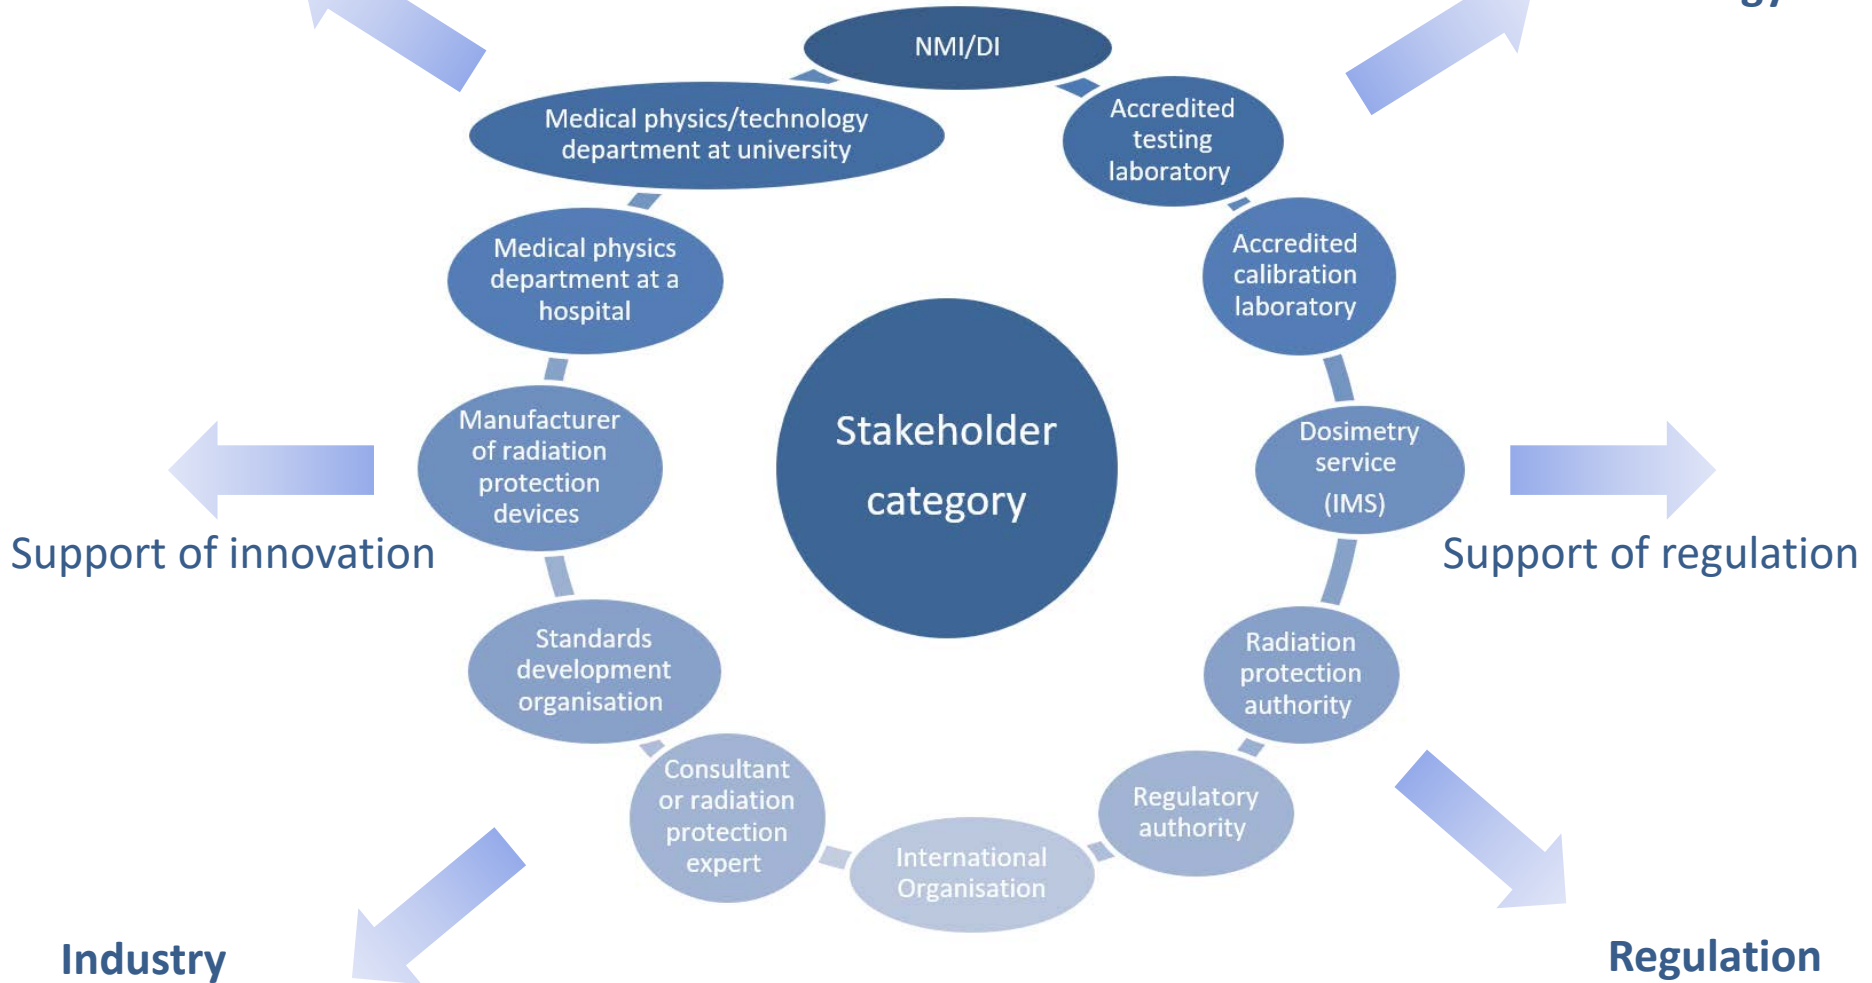 NMI/DI
Medical physics/technology
department at university
Accredited
testing
laboratory
Medical physics
department at a
hospital
Accredited
calibration
laboratory
Stakeholder
category
Manufacturer
of radiation
protection
devices
Dosimetry
service
(IMS)
Support of innovation
Support of regulation
Standards
development
organisation
Radiation
protection
authority
Consultant
or radiation
protection
expert
Regulatory
authority
International
Organisation
Industry
Regulation